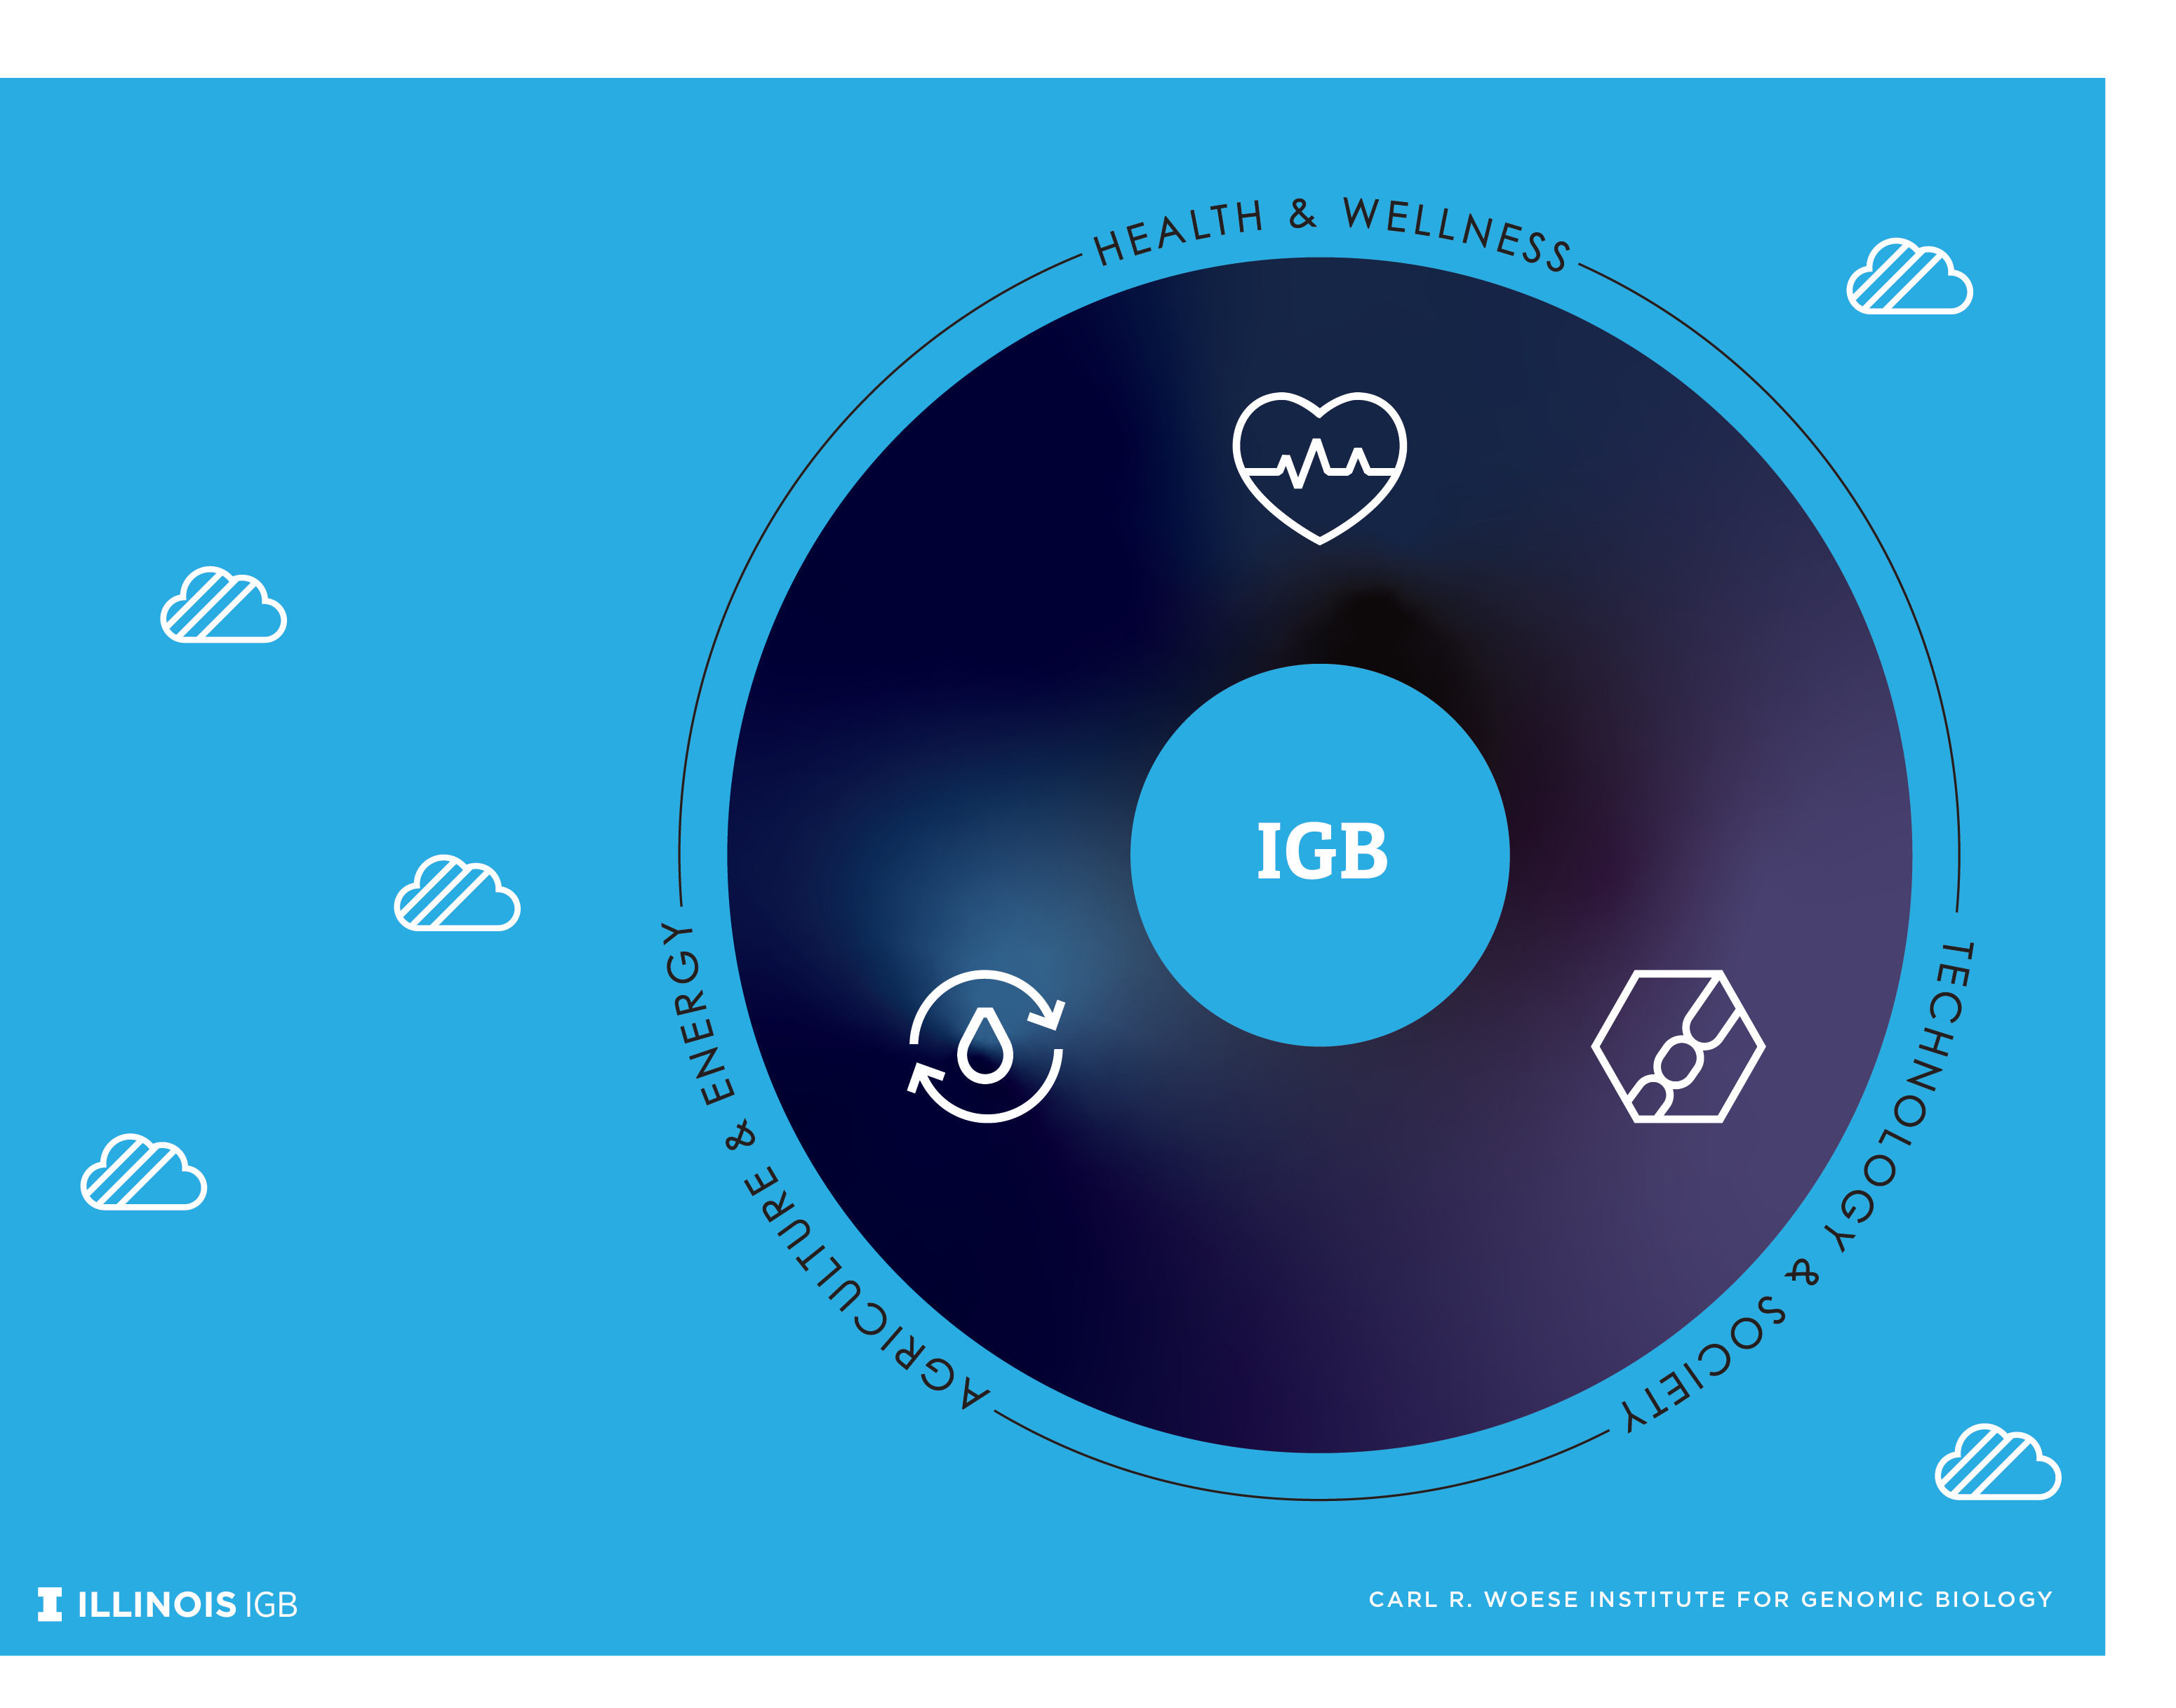 HEALTH & WELLNESS
IGB
AGRICULTURE & ENERGY
TECHNOLOGY & SOCIETY
I ILLINOIS IGB
CARL R. WOESE INSTITUTE FOR GENOMIC BIOLOGY